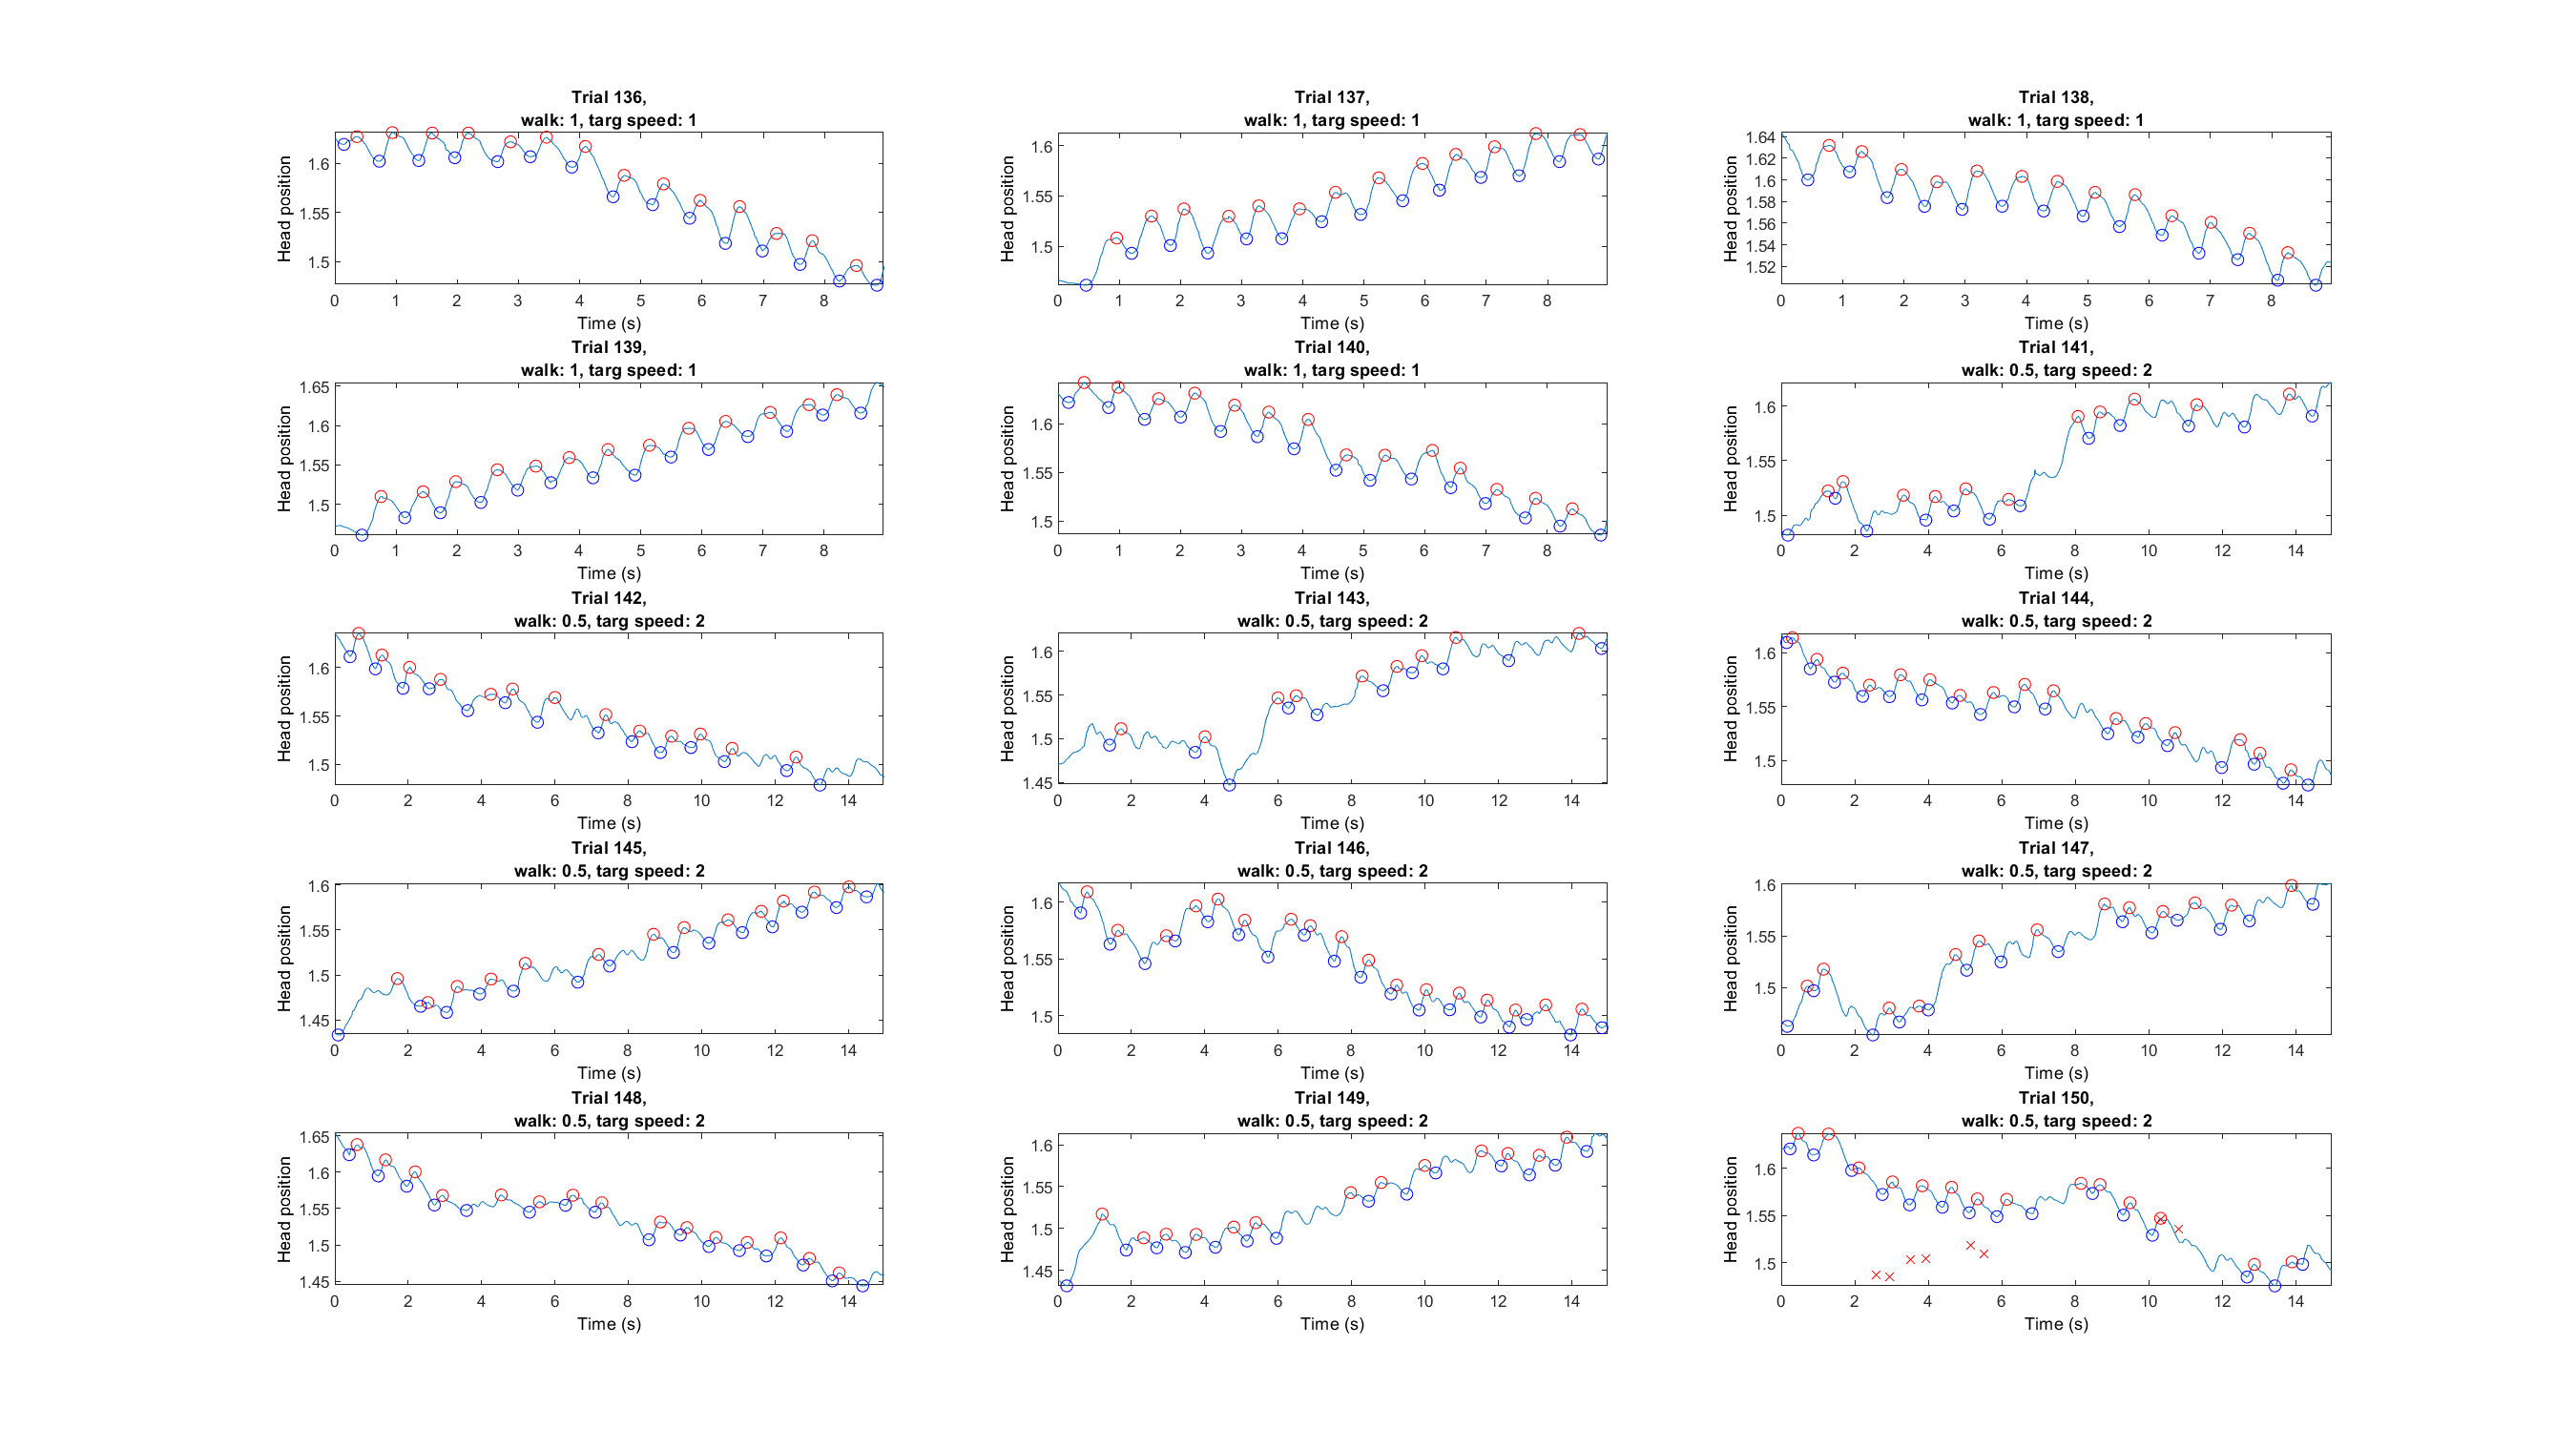 Trial 136,
walk: 1, targ speed: 1
Head position
1.6
1.55
1.5
0 1 2 3 4 5 6 7 8
Time (s)
Trial 137,
walk: 1, targ speed: 1
Head position
1.6
1.55
1.5
0 1 2 3 4 5 6 7 8
Time (s)
Trial 138,
walk: 1, targ speed: 1
Head position
1.64
1.62
1.6
1.58
1.56
1.54
1.52
0 1 2 3 4 5 6 7 8
Time (s)
Trial 139,
walk: 1, targ speed: 1
Head position
1.65
1.6
1.55
1.5
0 1 2 3 4 5 6 7 8
Time (s)
Trial 140,
walk: 1, targ speed: 1
Head position
1.6
1.55
1.5
0 1 2 3 4 5 6 7 8
Time (s)
Trial 141,
walk: 0.5, targ speed: 2
Head position
1.6
1.55
1.5
0 2 4 6 8 10 12 14
Time (s)
Trial 142,
walk: 0.5, targ speed: 2
Head position
1.6
1.55
1.5
0 2 4 6 8 10 12 14
Time (s)
Trial 143,
walk: 0.5, targ speed: 2
Head position
1.6
1.55
1.5
1.45
0 2 4 6 8 10 12 14
Time (s)
Trial 144,
walk: 0.5, targ speed: 2
Head position
1.6
1.55
1.5
0 2 4 6 8 10 12 14
Time (s)
Trial 145,
walk: 0.5, targ speed: 2
Head position
1.6
1.55
1.5
1.45
0 2 4 6 8 10 12 14
Time (s)
Trial 146,
walk: 0.5, targ speed: 2
Head position
1.6
1.55
1.5
0 2 4 6 8 10 12 14
Time (s)
Trial 147,
walk: 0.5, targ speed: 2
Head position
1.6
1.55
1.5
0 2 4 6 8 10 12 14
Time (s)
Trial 148,
walk: 0.5, targ speed: 2
Head position
1.65
1.6
1.55
1.5
1.45
0 2 4 6 8 10 12 14
Time (s)
Trial 149,
walk: 0.5, targ speed: 2
Head position
1.6
1.55
1.5
1.45
0 2 4 6 8 10 12 14
Time (s)
Trial 150,
walk: 0.5, targ speed: 2
Head position
1.6
1.55
1.5
0 2 4 6 8 10 12 14
Time (s)